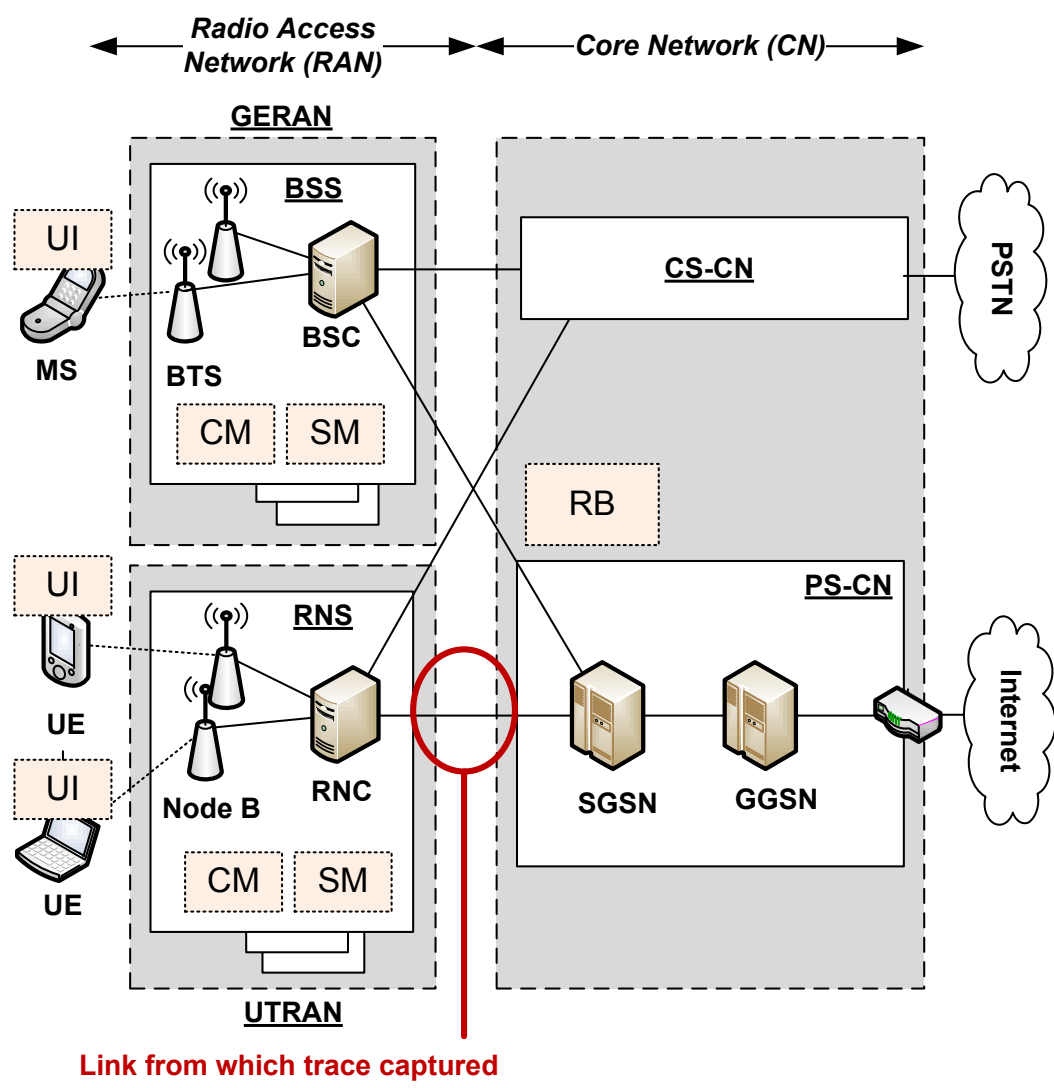 Radio Access
Network (RAN)
Core Network (CN)
GERAN
BSS
UI
MS
BTS
BSC
CM
SM
CS-CN
PSTN
RB
UI
UE
UI
UE
RNS
Node B
RNC
CM
SM
UTRAN
PS-CN
SGSN
GGSN
Internet
Link from which trace captured